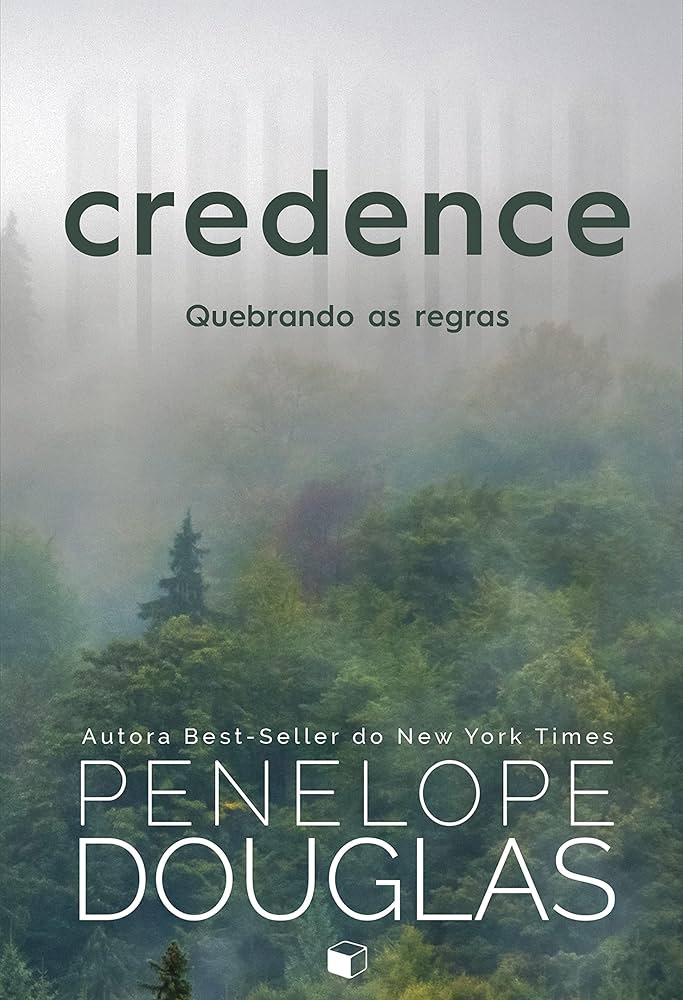 credence
Quebrando as regras
Autora Best-Seller do New York Times
PENELOPE
DOUGLAS